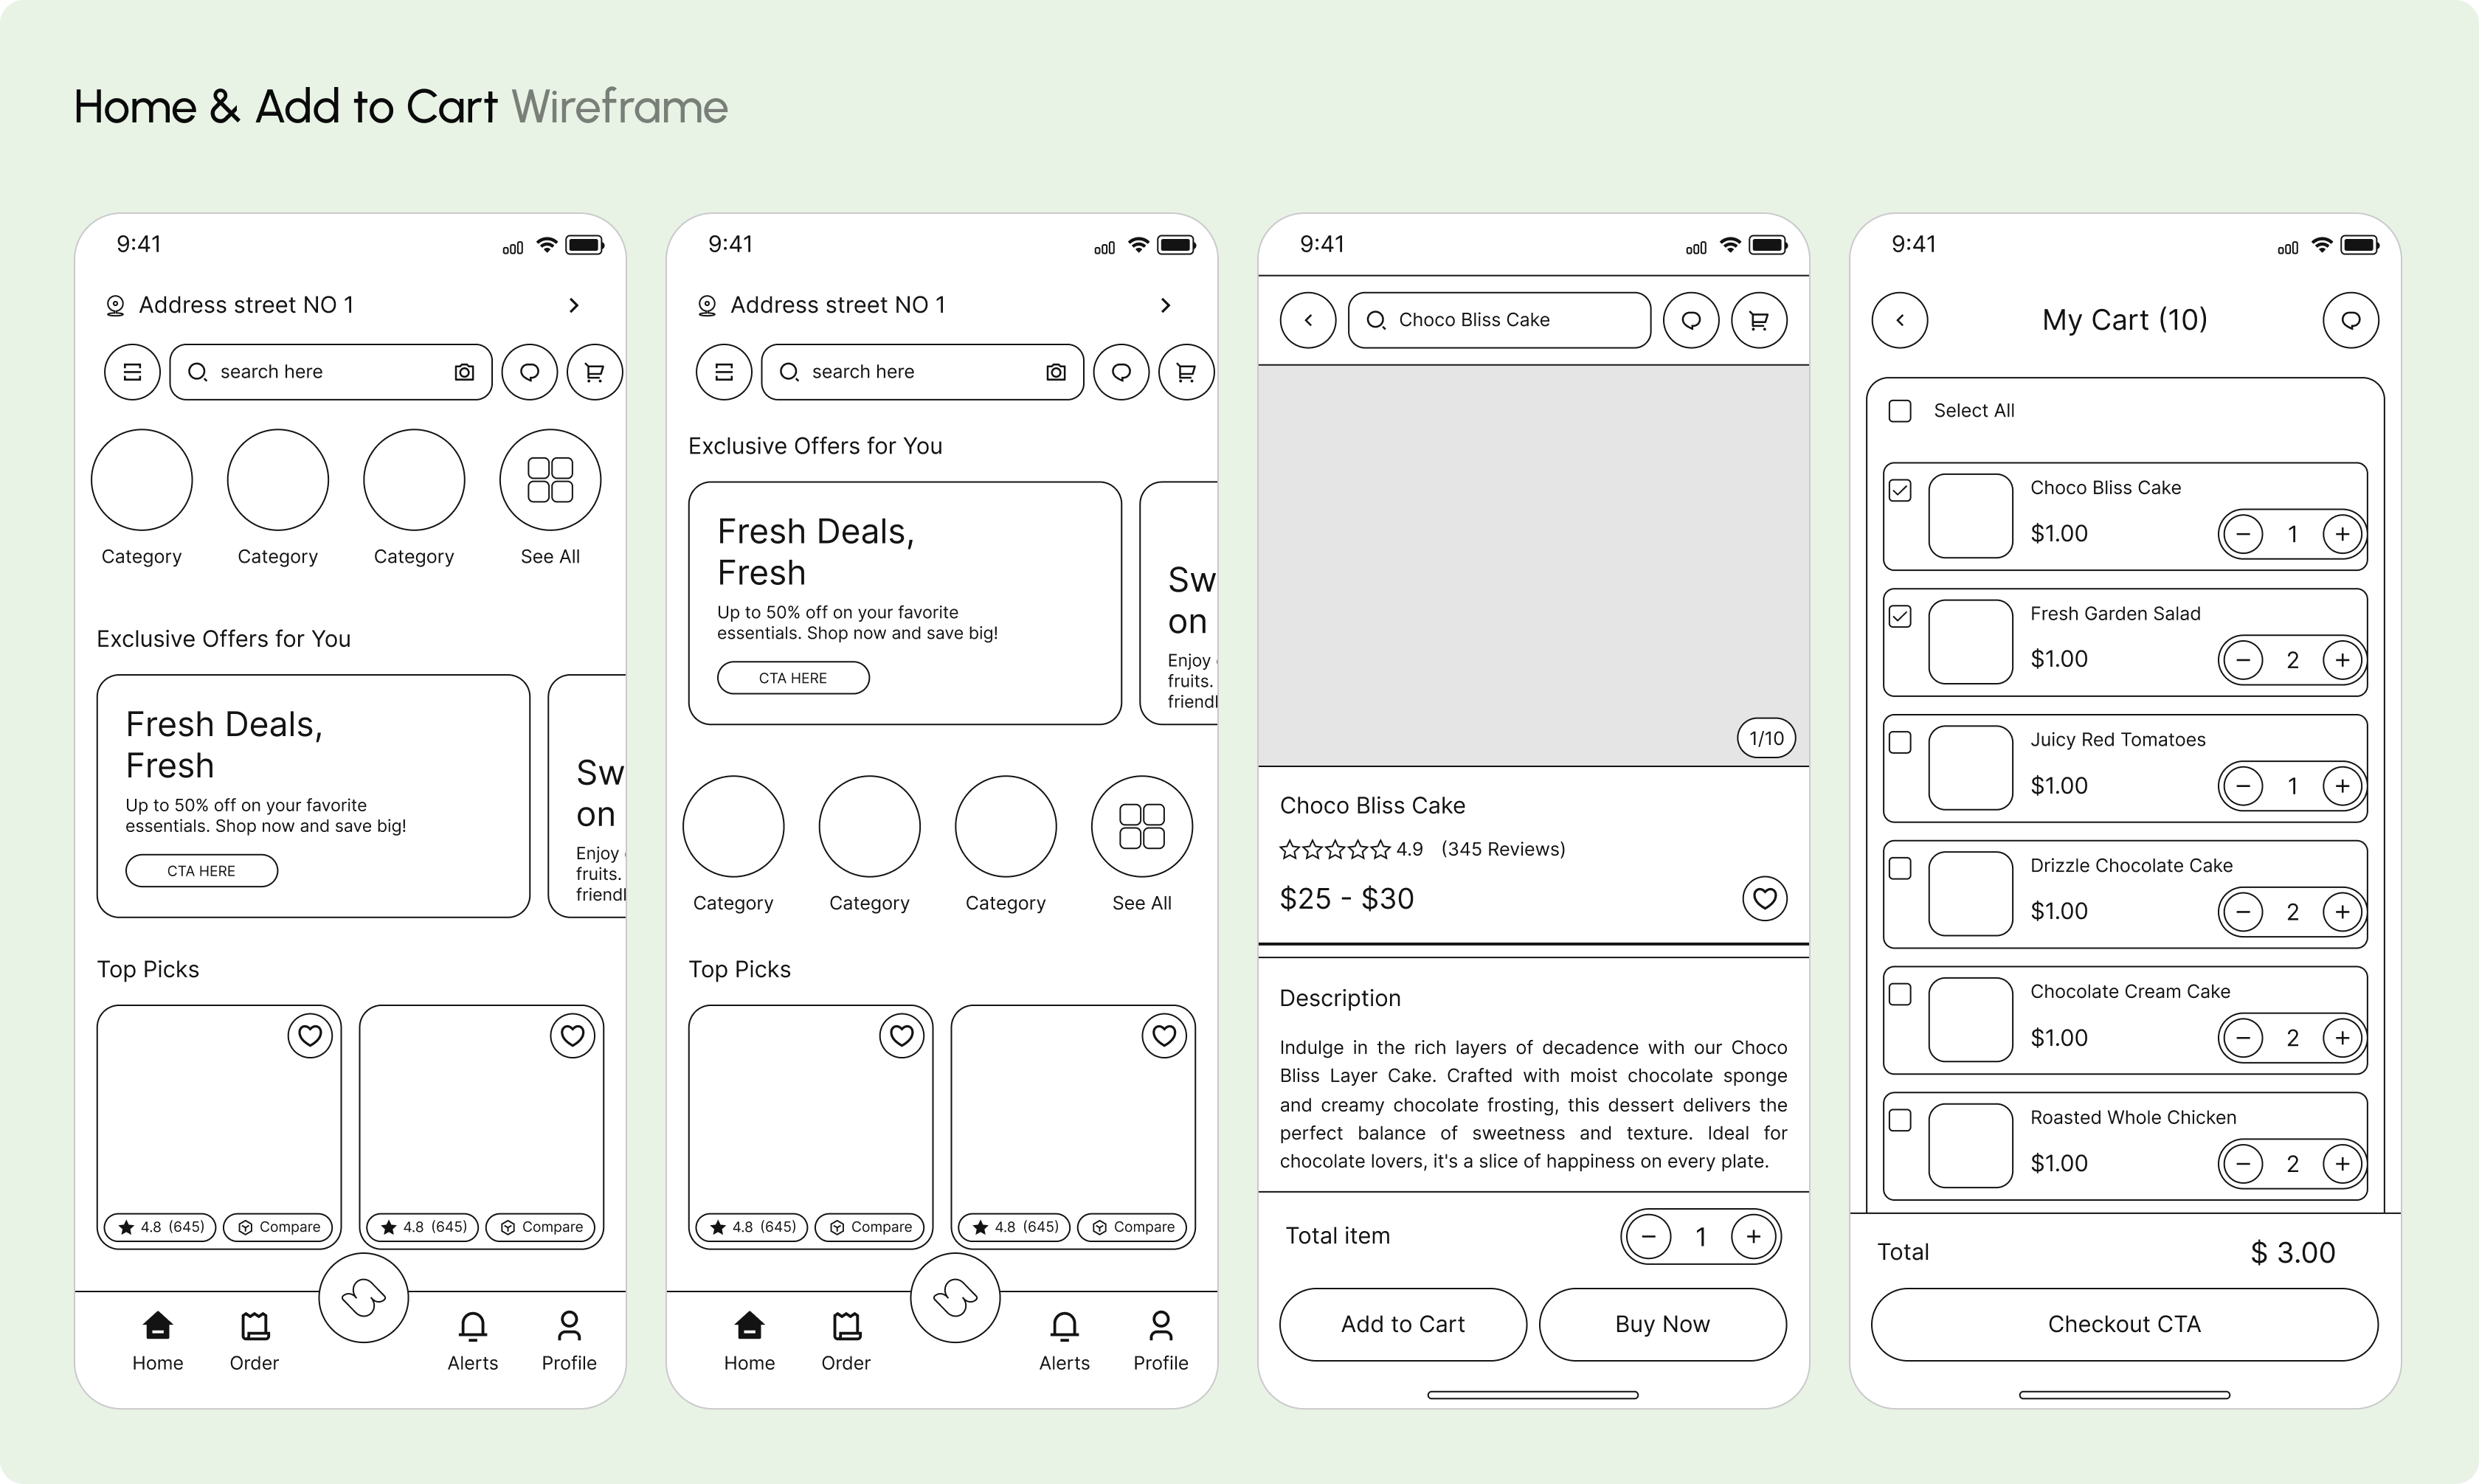 Home & Add to Cart Wireframe
9:41
Address street NO 1
search here
Category
Category
Category
See All
Exclusive Offers for You
Fresh Deals,
Fresh
Up to 50% off on your favorite
essentials. Shop now and save big!
CTA HERE
Sw
on
Enjoy
fruits.
friendl
Top Picks
4.8 (645)
Compare
4.8 (645)
Compare
Home
Order
Alerts
Profile
9:41
Address street NO 1
search here
Exclusive Offers for You
Fresh Deals,
Fresh
Up to 50% off on your favorite
essentials. Shop now and save big!
CTA HERE
Sw
on
Enjoy
fruits.
friendl
Category
Category
Category
See All
Top Picks
4.8 (645)
Compare
4.8 (645)
Compare
Home
Order
Alerts
Profile
9:41
Choco Bliss Cake
1/10
Choco Bliss Cake
4.9 (345 Reviews)
$25 - $30
Description
Indulge in the rich layers of decadence with our Choco
Bliss Layer Cake. Crafted with moist chocolate sponge
and creamy chocolate frosting, this dessert delivers the
perfect balance of sweetness and texture. Ideal for
chocolate lovers, it's a slice of happiness on every plate.
Total item
1
Add to Cart
Buy Now
9:41
My Cart (10)
Select All
Choco Bliss Cake
$1.00
1
Fresh Garden Salad
$1.00
2
Juicy Red Tomatoes
$1.00
1
Drizzle Chocolate Cake
$1.00
2
Chocolate Cream Cake
$1.00
2
Roasted Whole Chicken
$1.00
2
Total
$ 3.00
Checkout CTA